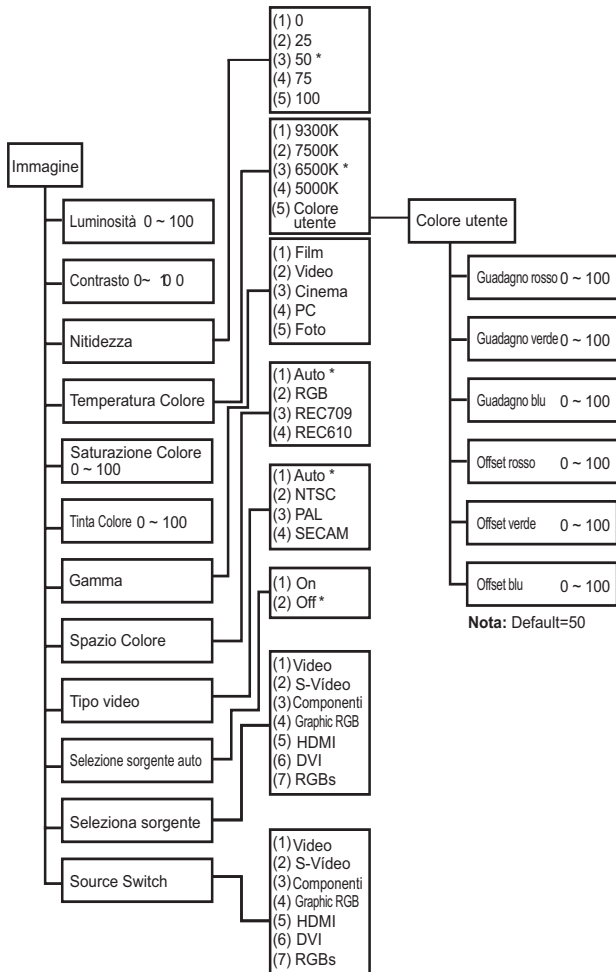 Immagine
Luminosità 0 ~ 100
Contrasto 0~ 10 0
Nitidezza
Temperatura Colore
Saturazione Colore
0 ~ 100
Tinta Colore 0 ~ 100
Gamma
Spazio Colore
Tipo video
Selezione sorgente auto
Seleziona sorgente
Source Switch
(1) 0
(2) 25
(3) 50 *
(4) 75
(5) 100
(1) 9300K
(2) 7500K
(3) 6500K *
(4) 5000K
(5) Colore
utente
(1) Film
(2) Video
(3) Cinema
(4) PC
(5) Foto
(1) Auto *
(2) RGB
(3) REC709
(4) REC610
(1) Auto *
(2) NTSC
(3) PAL
(4) SECAM
(1) On
(2) Off *
(1) Video
(2) S-Vídeo
(3) Componenti
(4) Graphic RGB
(5) HDMI
(6) DVI
(7) RGBs
(1) Video
(2) S-Vídeo
(3) Componenti
(4) Graphic RGB
(5) HDMI
(6) DVI
(7) RGBs
Colore utente
Guadagno rosso 0 ~ 100
Guadagno verde 0 ~ 100
Guadagno blu 0 ~ 100
Offset rosso 0 ~ 100
Offset verde 0 ~ 100
Offset blu 0 ~ 100
Nota: Default=50